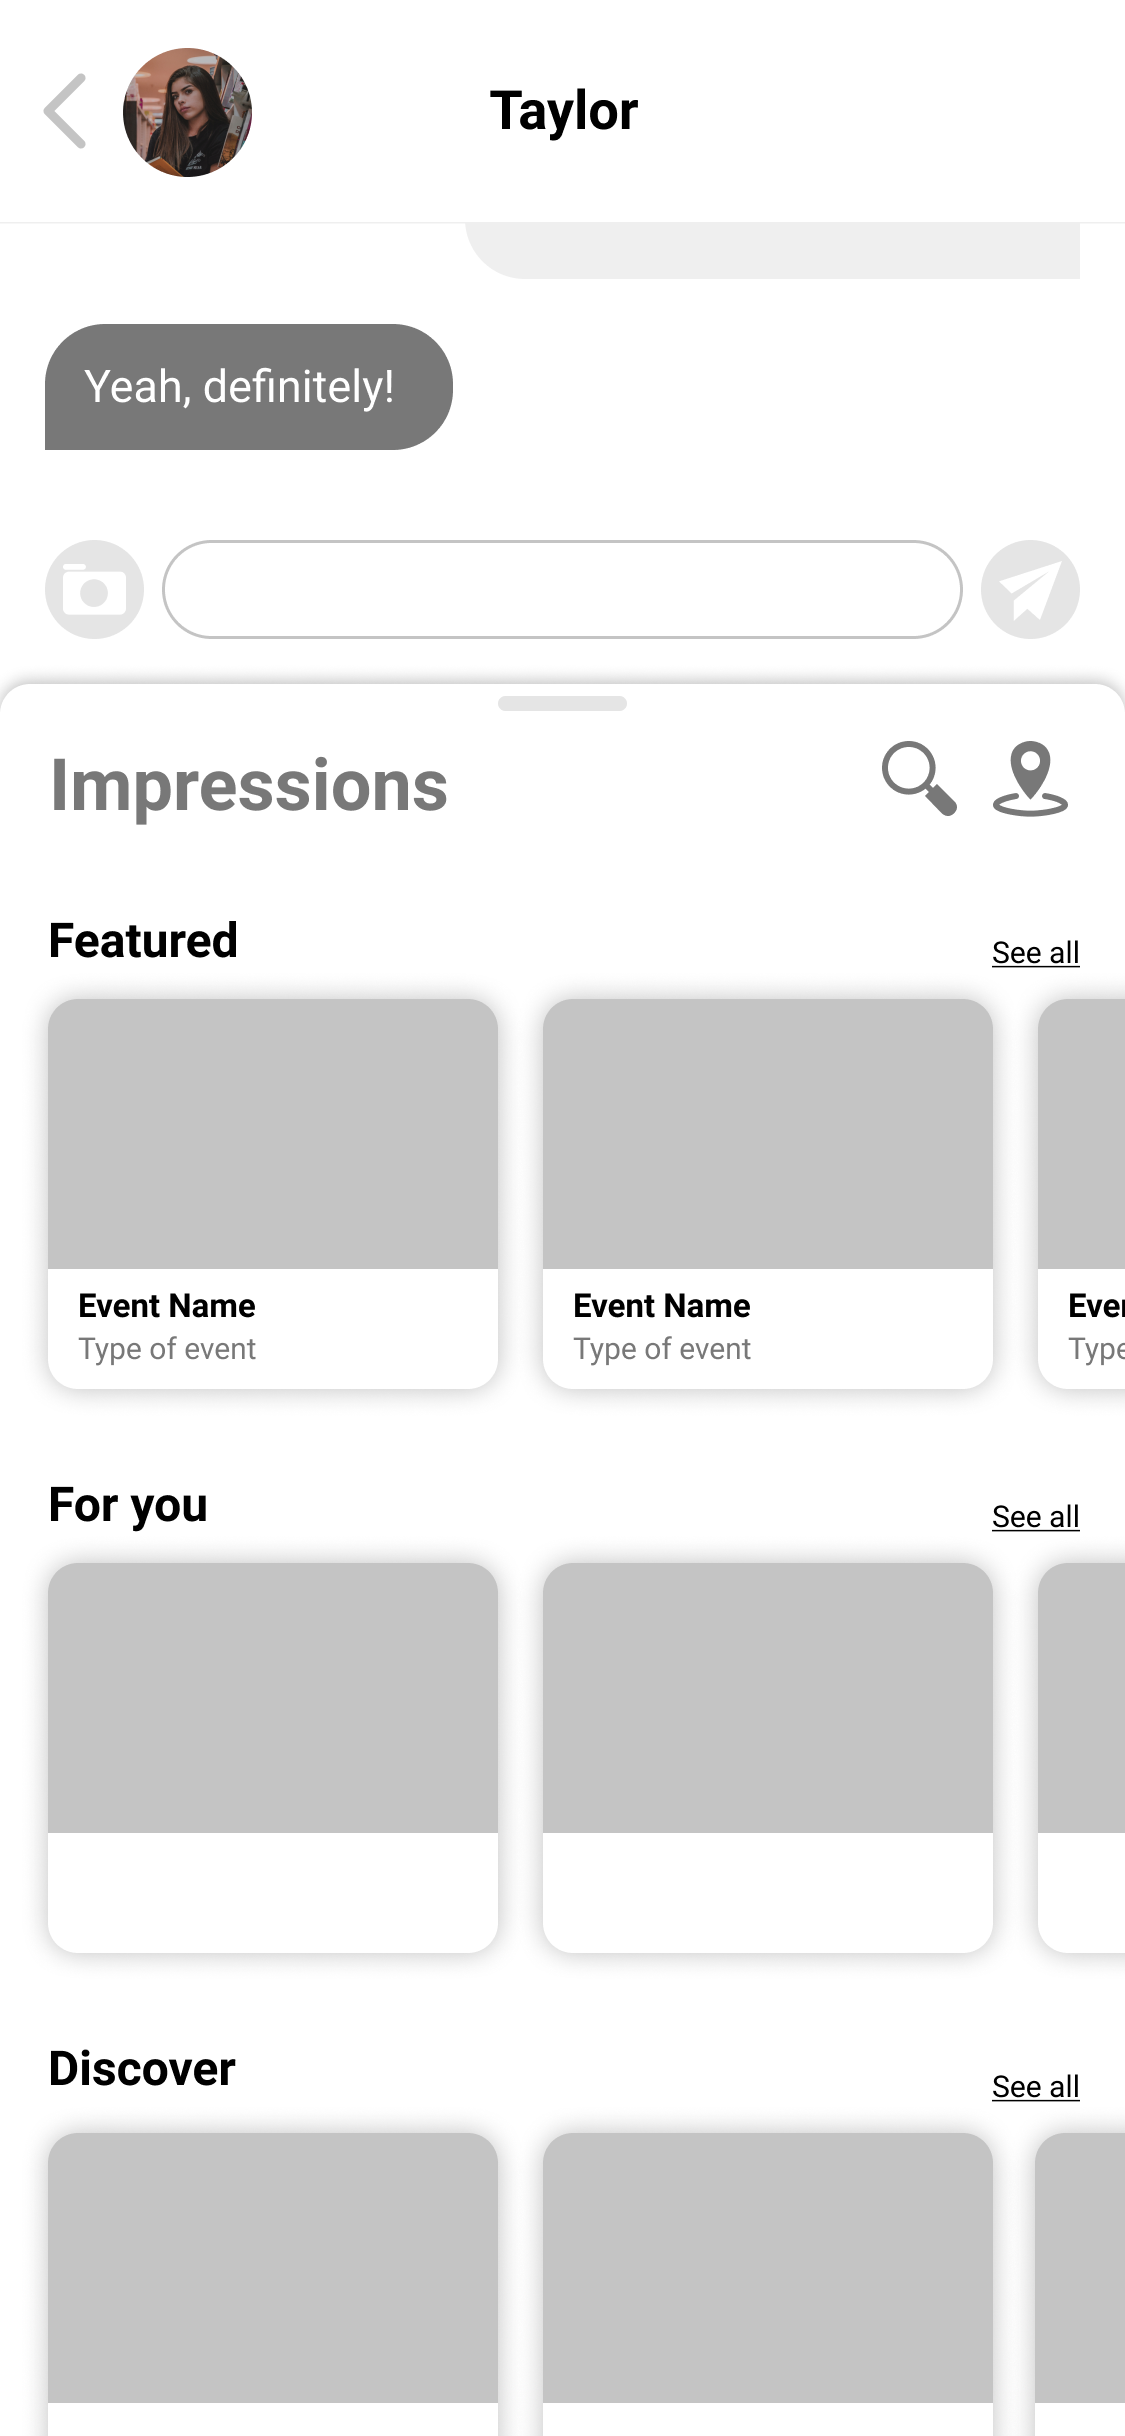 Taylor
Yeah, definitely!
Impressions
Featured
See all
Event Name
Type of event
Event Name
Type of event
Even
Type
For you
See all
Discover
See all